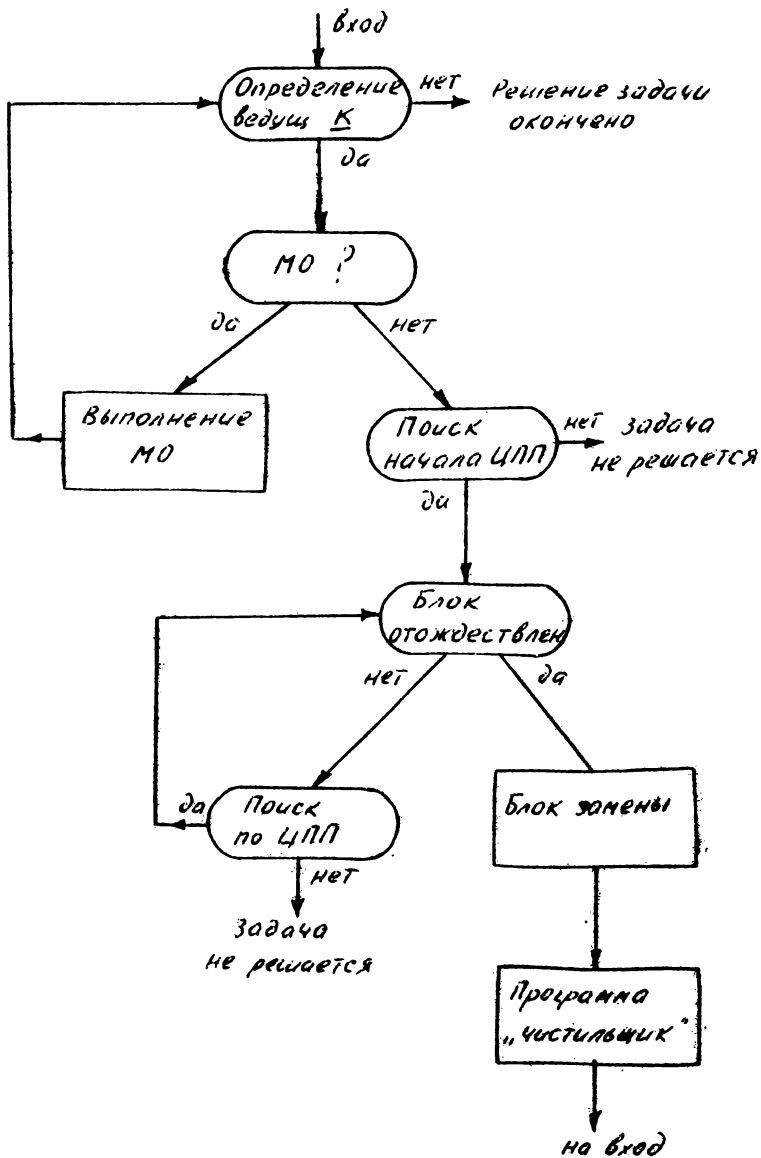 вход
Определение
ведущ K
нет
Решение задачи
окончено
да
МО ?
да
нет
Выполнение
МО
Поиск
начала ЦПП
нет
задача
не решается
да
Блок
отождествлен
нет
да
да
Поиск
по ЦПП
Блок замены
нет
задача
не решается
Программа
„чистильщик"
на вход